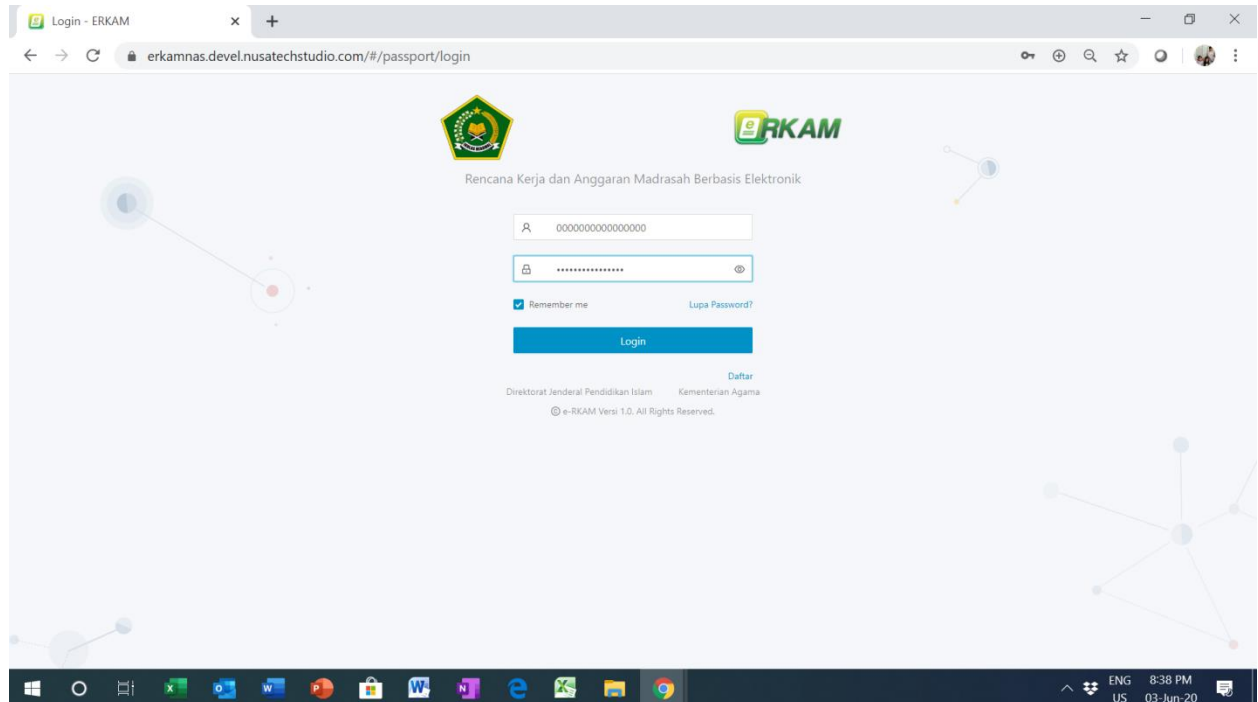 Login - ERKAM
erkamnas.devel.nusatechstudio.com/#/passport/login
eRKAM
Rencana Kerja dan Anggaran Madrasah Berbasis Elektronik
0000000000000000
Remember me Lupa Password?
Login
Daftar
Direktorat Jenderal Pendidikan Islam Kementerian Agama
© e-RKAM Versi 1.0. All Rights Reserved.
ENG 8:38 PM
US 03-Jun-20